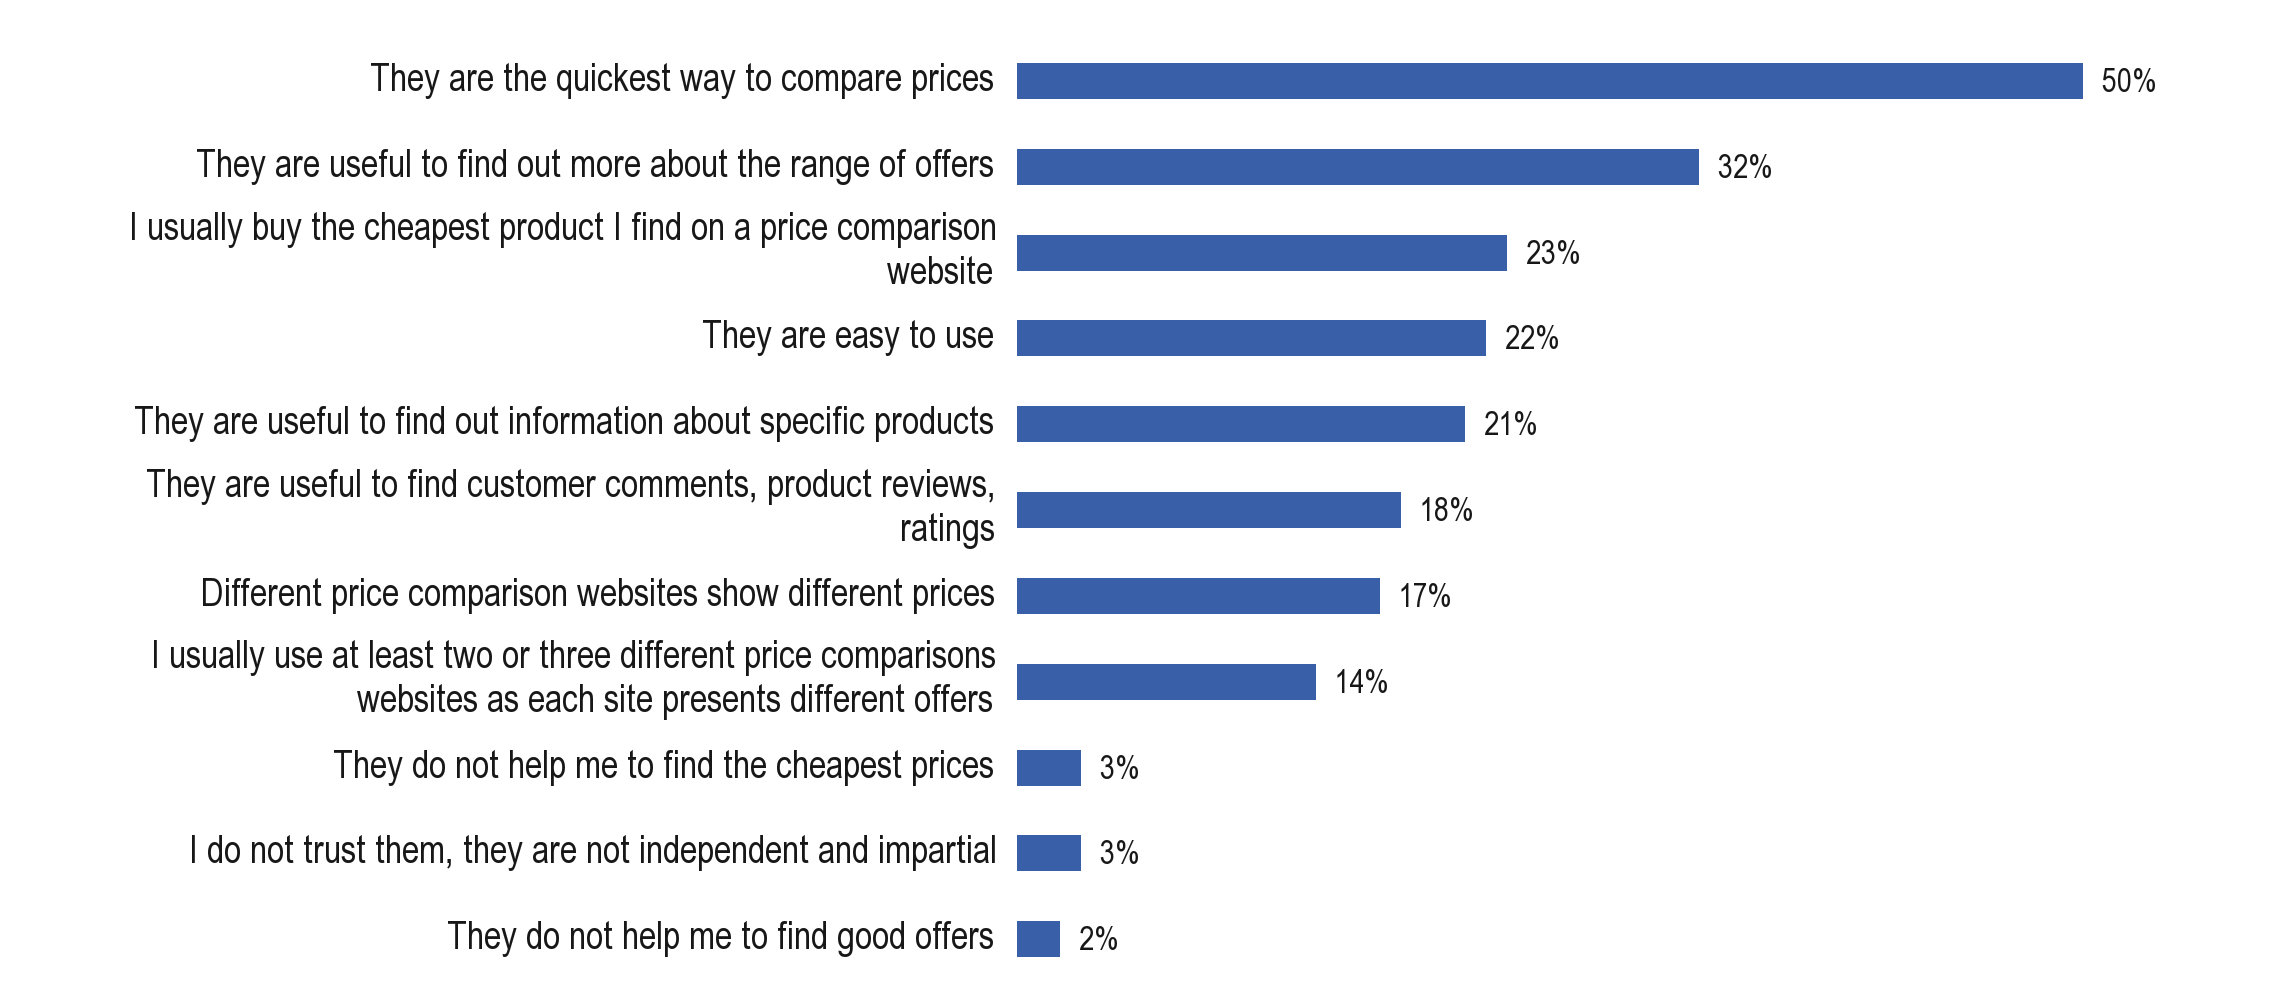 They are the quickest way to compare prices 50%
They are useful to find out more about the range of offers 32%
I usually buy the cheapest product I find on a price comparison
website 23%
They are easy to use 22%
They are useful to find out information about specific products 21%
They are useful to find customer comments, product reviews,
ratings 18%
Different price comparison websites show different prices 17%
I usually use at least two or three different price comparisons
websites as each site presents different offers 14%
They do not help me to find the cheapest prices 3%
I do not trust them, they are not independent and impartial 3%
They do not help me to find good offers 2%